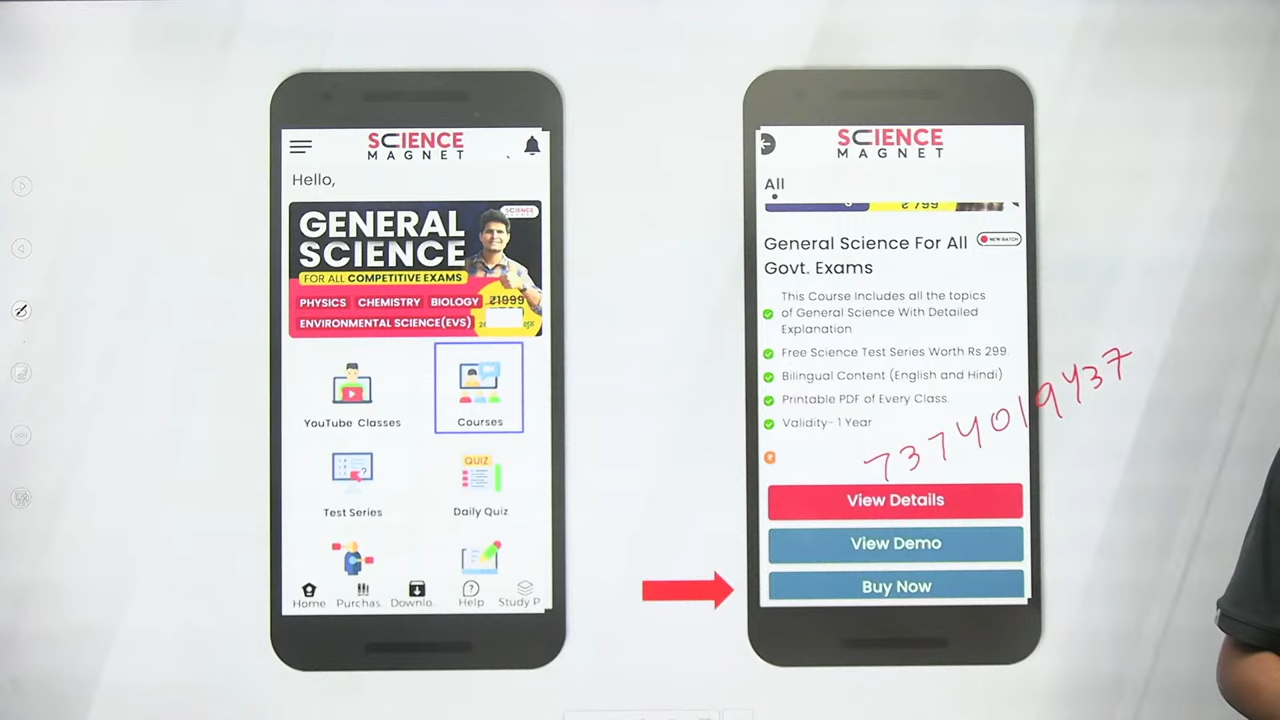 SCIENCE
MAGNET
Hello,
GENERAL
SCIENCE
SCIENCE
MAGNET
FOR ALL COMPETITIVE EXAMS
PHYSICS CHEMISTRY BIOLOGY ₹1999
ENVIRONMENTAL SCIENCE(EVS)
YouTube Classes
Courses
Test Series
QUIZ
Daily Quiz
Home
Purchas
Downlo..
Help
Study P
SCIENCE
MAGNET
All
₹ 799
General Science For All
NEW BATCH
Govt. Exams
This Course Includes all the topics
of General Science With Detailed
Explanation
Free Science Test Series Worth Rs 299.
Bilingual Content (English and Hindi)
Printable PDF of Every Class.
Validity- 1 Year
7374019437
View Details
View Demo
Buy Now